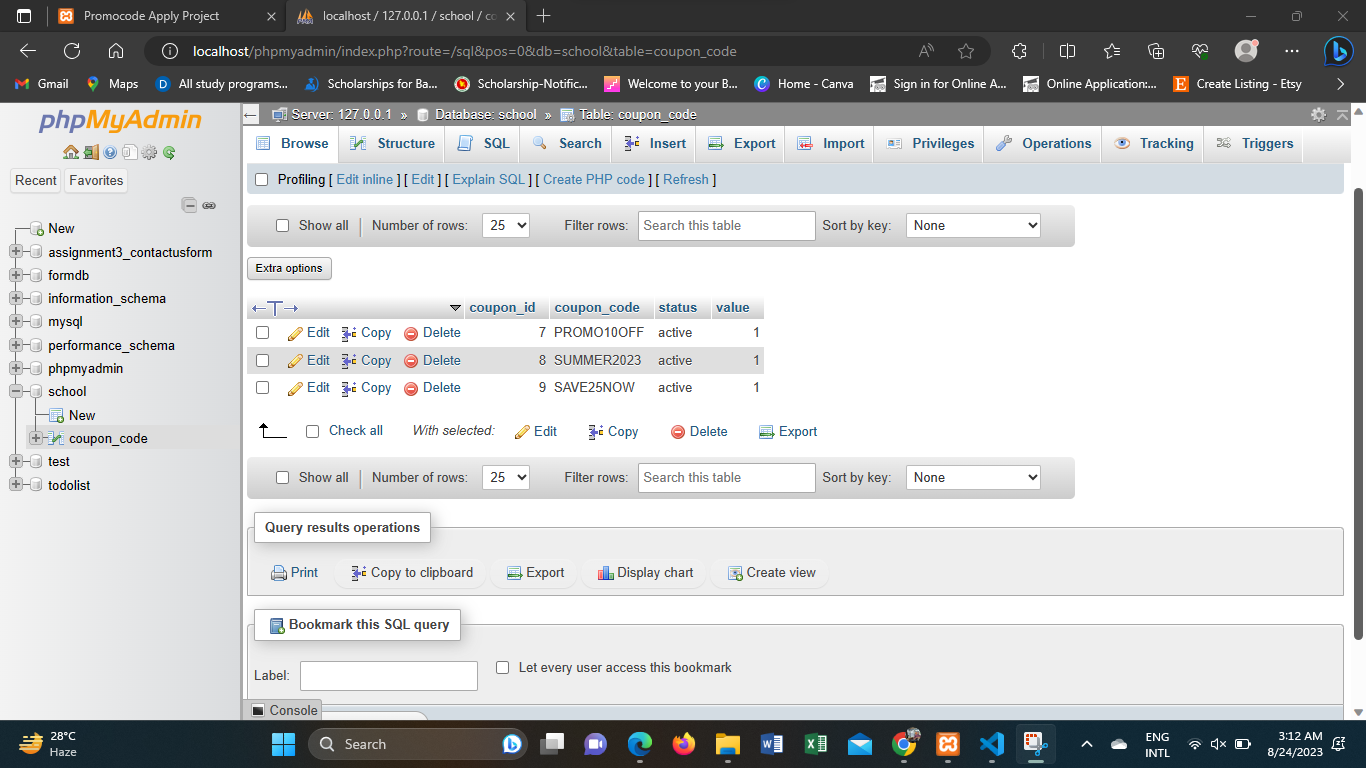 Promocode Apply Project
localhost / 127.0.0.1 / school / co
localhost/phpmyadmin/index.php?route=/sql&pos=0&db=school&table=coupon_code
Gmail Maps All study programs... Scholarships for Ba... Scholarship-Notific... Welcome to your B... Home - Canva Sign in for Online A... Online Application:... Create Listing - Etsy
phpMyAdmin
Recent Favorites
New
assignment3_contactusform
formdb
information_schema
mysql
performance_schema
phpmyadmin
school
New
coupon_code
test
todolist
Server: 127.0.0.1 » Database: school » Table: coupon_code
Browse Structure SQL Search Insert Export Import Privileges Operations Tracking Triggers
Profiling [ Edit inline ] [ Edit ] [ Explain SQL ] [ Create PHP code ] [ Refresh ]
Show all Number of rows: 25 Filter rows: Search this table Sort by key: None
Extra options
←T→ coupon_id coupon_code status value
Edit Copy Delete 7 PROMO10OFF active 1
Edit Copy Delete 8 SUMMER2023 active 1
Edit Copy Delete 9 SAVE25NOW active 1
Check all With selected: Edit Copy Delete Export
Show all Number of rows: 25 Filter rows: Search this table Sort by key: None
Query results operations
Print Copy to clipboard Export Display chart Create view
Bookmark this SQL query
Label: Let every user access this bookmark
Console
28°C
Haze
Search
ENG
INTL
3:12 AM
8/24/2023